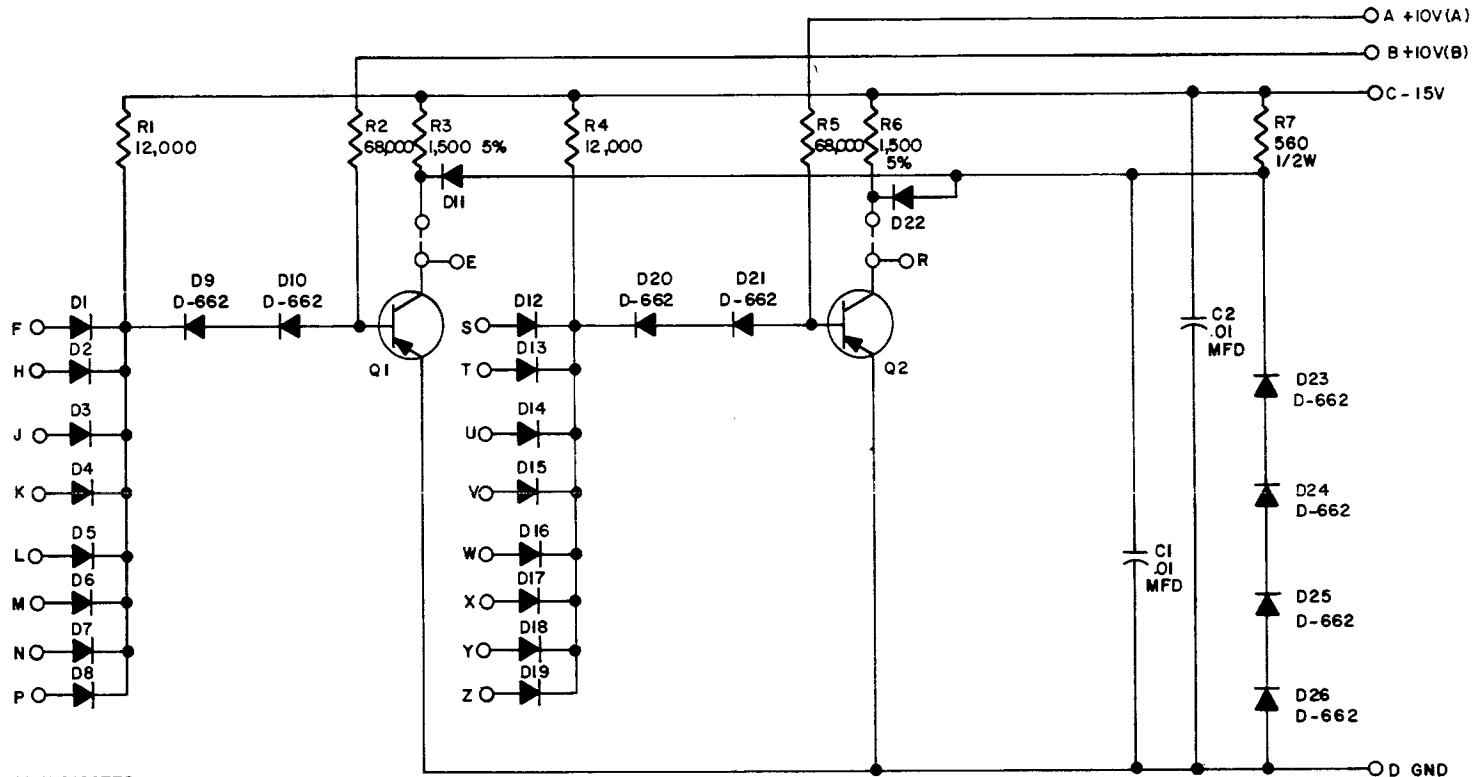 A +10V(A)
B +10V(B)
C -15V
R1
12,000
R2
68,000
R3
1,500 5%
R4
12,000
R5
68,000
R6
1,500
5%
R7
560
1/2W
D11
D22
E
R
D9
D-662
D10
D-662
D20
D-662
D21
D-662
F
D1
H
D2
J
D3
K
D4
L
D5
M
D6
N
D7
P
D8
Q1
S
D12
T
D13
U
D14
V
D15
W
D16
X
D17
Y
D18
Z
D19
Q2
C2
.01
MFD
C1
.01
MFD
D23
D-662
D24
D-662
D25
D-662
D26
D-662
D GND